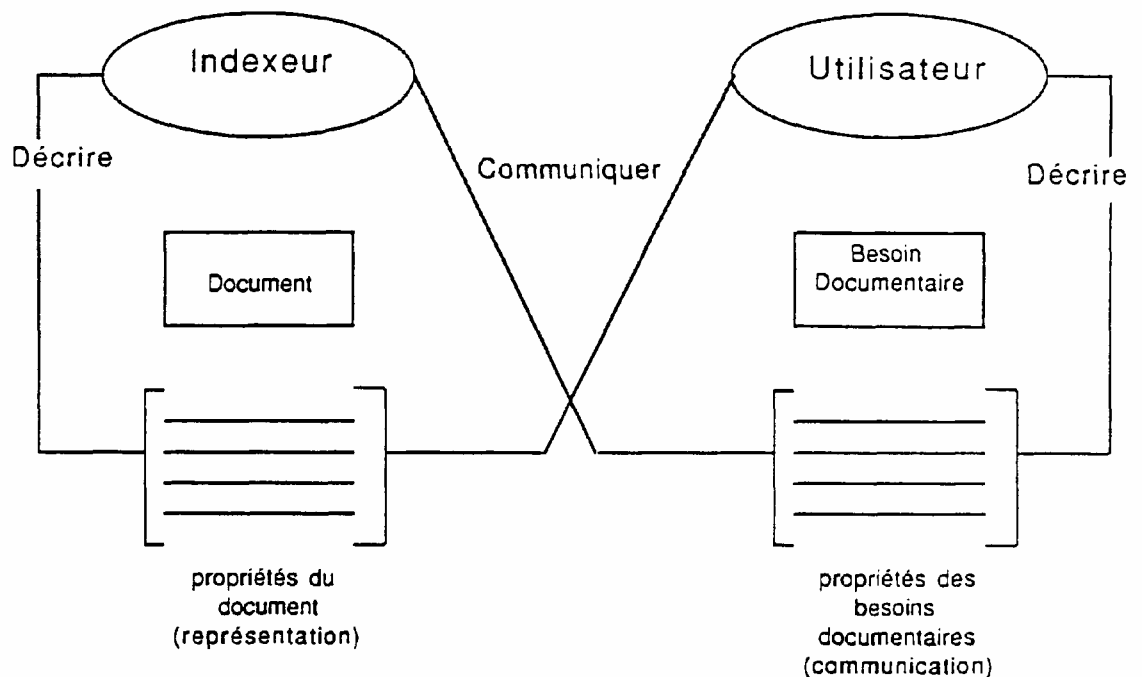 Indexeur
Utilisateur
Décrire
Communiquer
Décrire
Document
Besoin
Documentaire
propriétés du
document
(représentation)
propriétés des
besoins
documentaires
(communication)